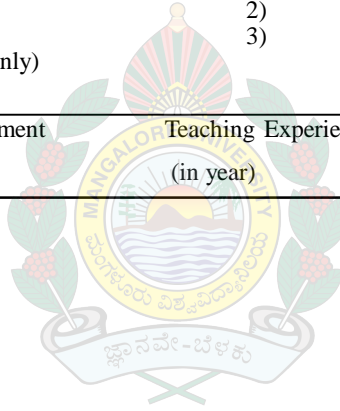 2)
3)
nly)
ment Teaching Experie
(in year)
MANGALORE UNIVERSITY
ಮಂಗಳೂರು ವಿಶ್ವವಿದ್ಯಾನಿಲಯ
ಜ್ಞಾನವೇ-ಬೆಳಕು